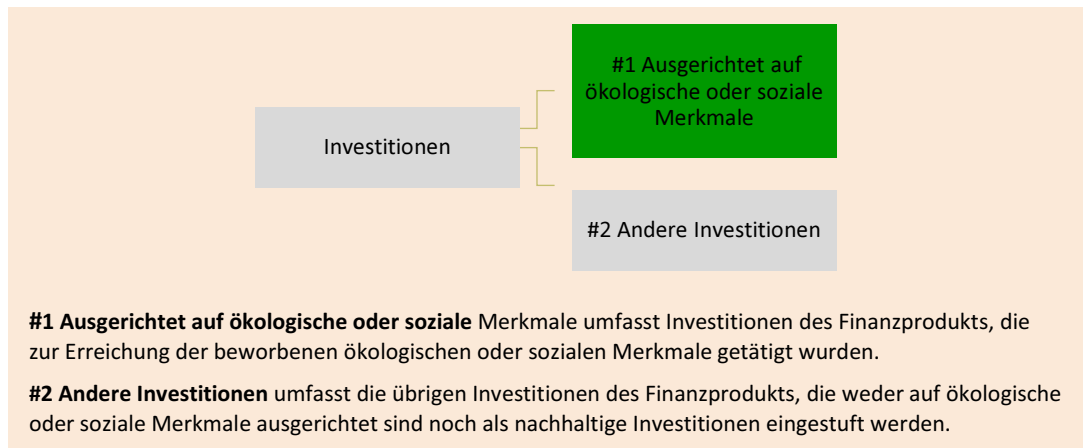 #1 Ausgerichtet auf
ökologische oder soziale
Merkmale
Investitionen
#2 Andere Investitionen
#1 Ausgerichtet auf ökologische oder soziale Merkmale umfasst Investitionen des Finanzprodukts, die
zur Erreichung der beworbenen ökologischen oder sozialen Merkmale getätigt wurden.
#2 Andere Investitionen umfasst die übrigen Investitionen des Finanzprodukts, die weder auf ökologische
oder soziale Merkmale ausgerichtet sind noch als nachhaltige Investitionen eingestuft werden.